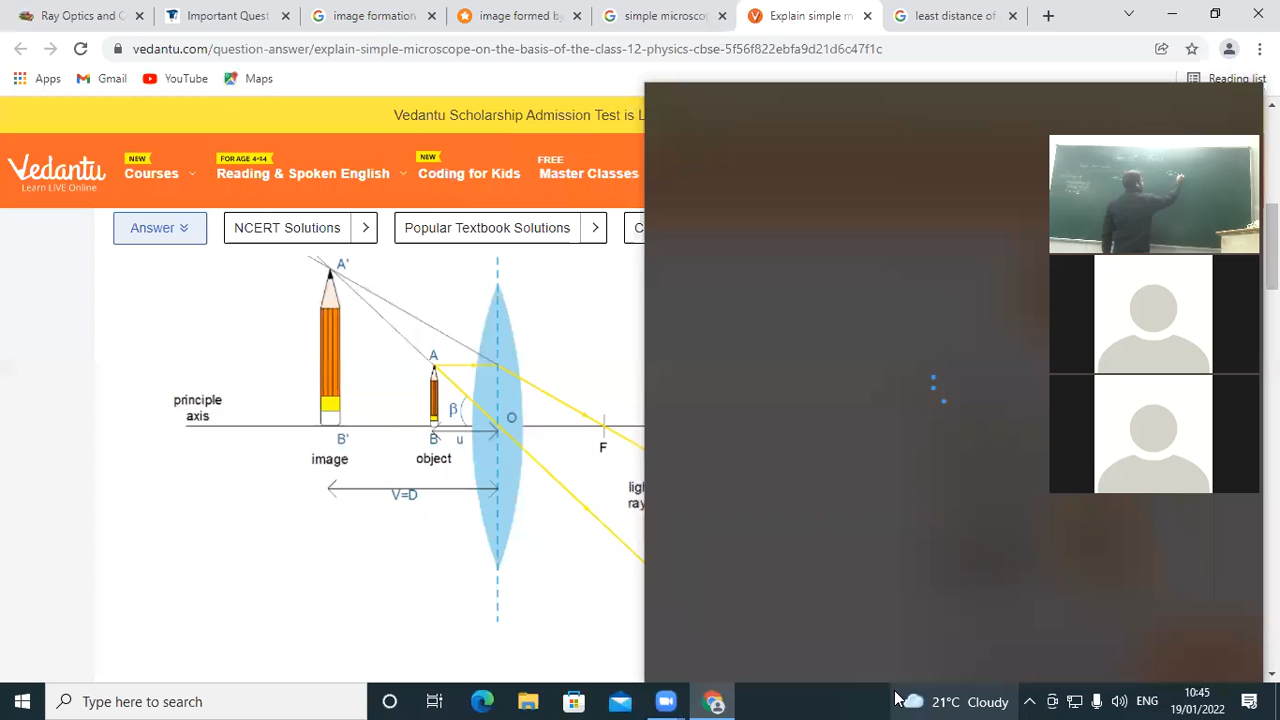 Ray Optics and C
Important Quest
image formation
image formed by
simple microsco
Explain simple m
least distance of
vedantu.com/question-answer/explain-simple-microscope-on-the-basis-of-the-class-12-physics-cbse-5f56f822ebfa9d21d6c47f1c
Apps
Gmail
YouTube
Maps
Reading list
Vedantu Scholarship Admission Test is L
Vedantu
Learn LIVE Online
NEW
Courses
FOR AGE 4-14
Reading & Spoken English
NEW
Coding for Kids
FREE
Master Classes
Answer
NCERT Solutions
Popular Textbook Solutions
C
A'
A
principle
axis
β
O
B'
B
u
F
image
object
V=D
ligh
ray
Type here to search
21°C Cloudy
ENG
10:45
19/01/2022